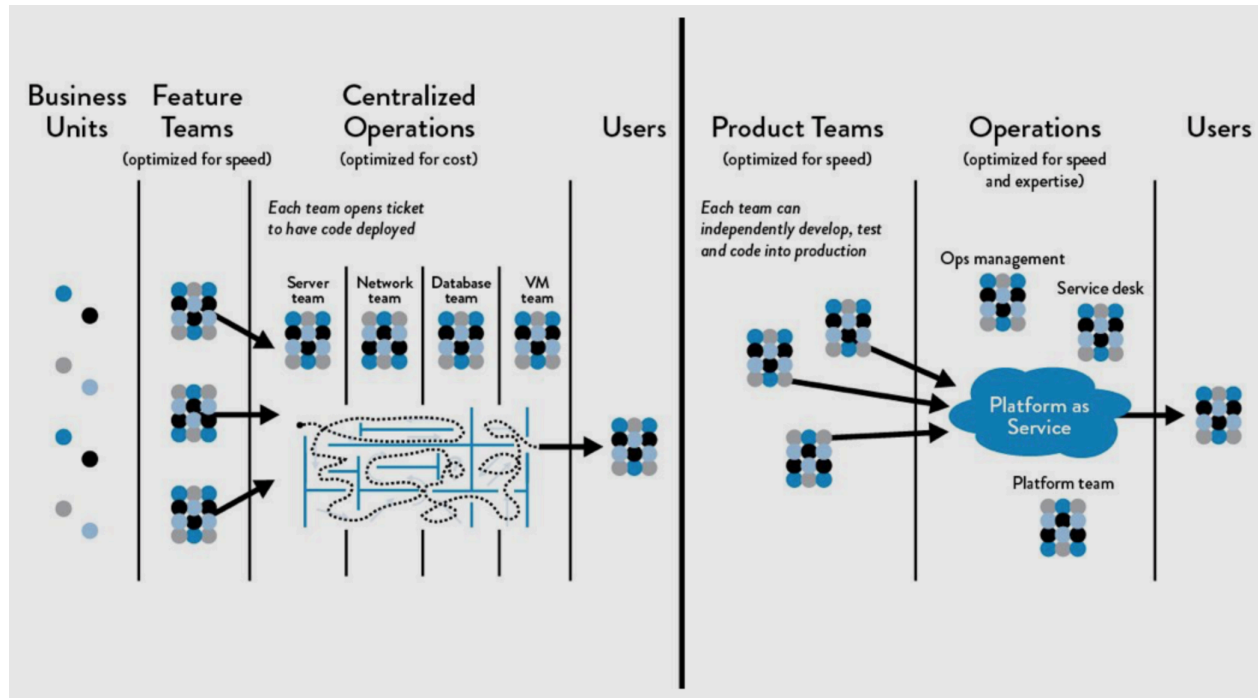 Business
Units
Feature
Teams
(optimized for speed)
Centralized
Operations
(optimized for cost)
Users
Each team opens ticket
to have code deployed
Server
team
Network
team
Database
team
VM
team
Product Teams
(optimized for speed)
Operations
(optimized for speed
and expertise)
Users
Each team can
independently develop, test
and code into production
Ops management
Service desk
Platform as
Service
Platform team